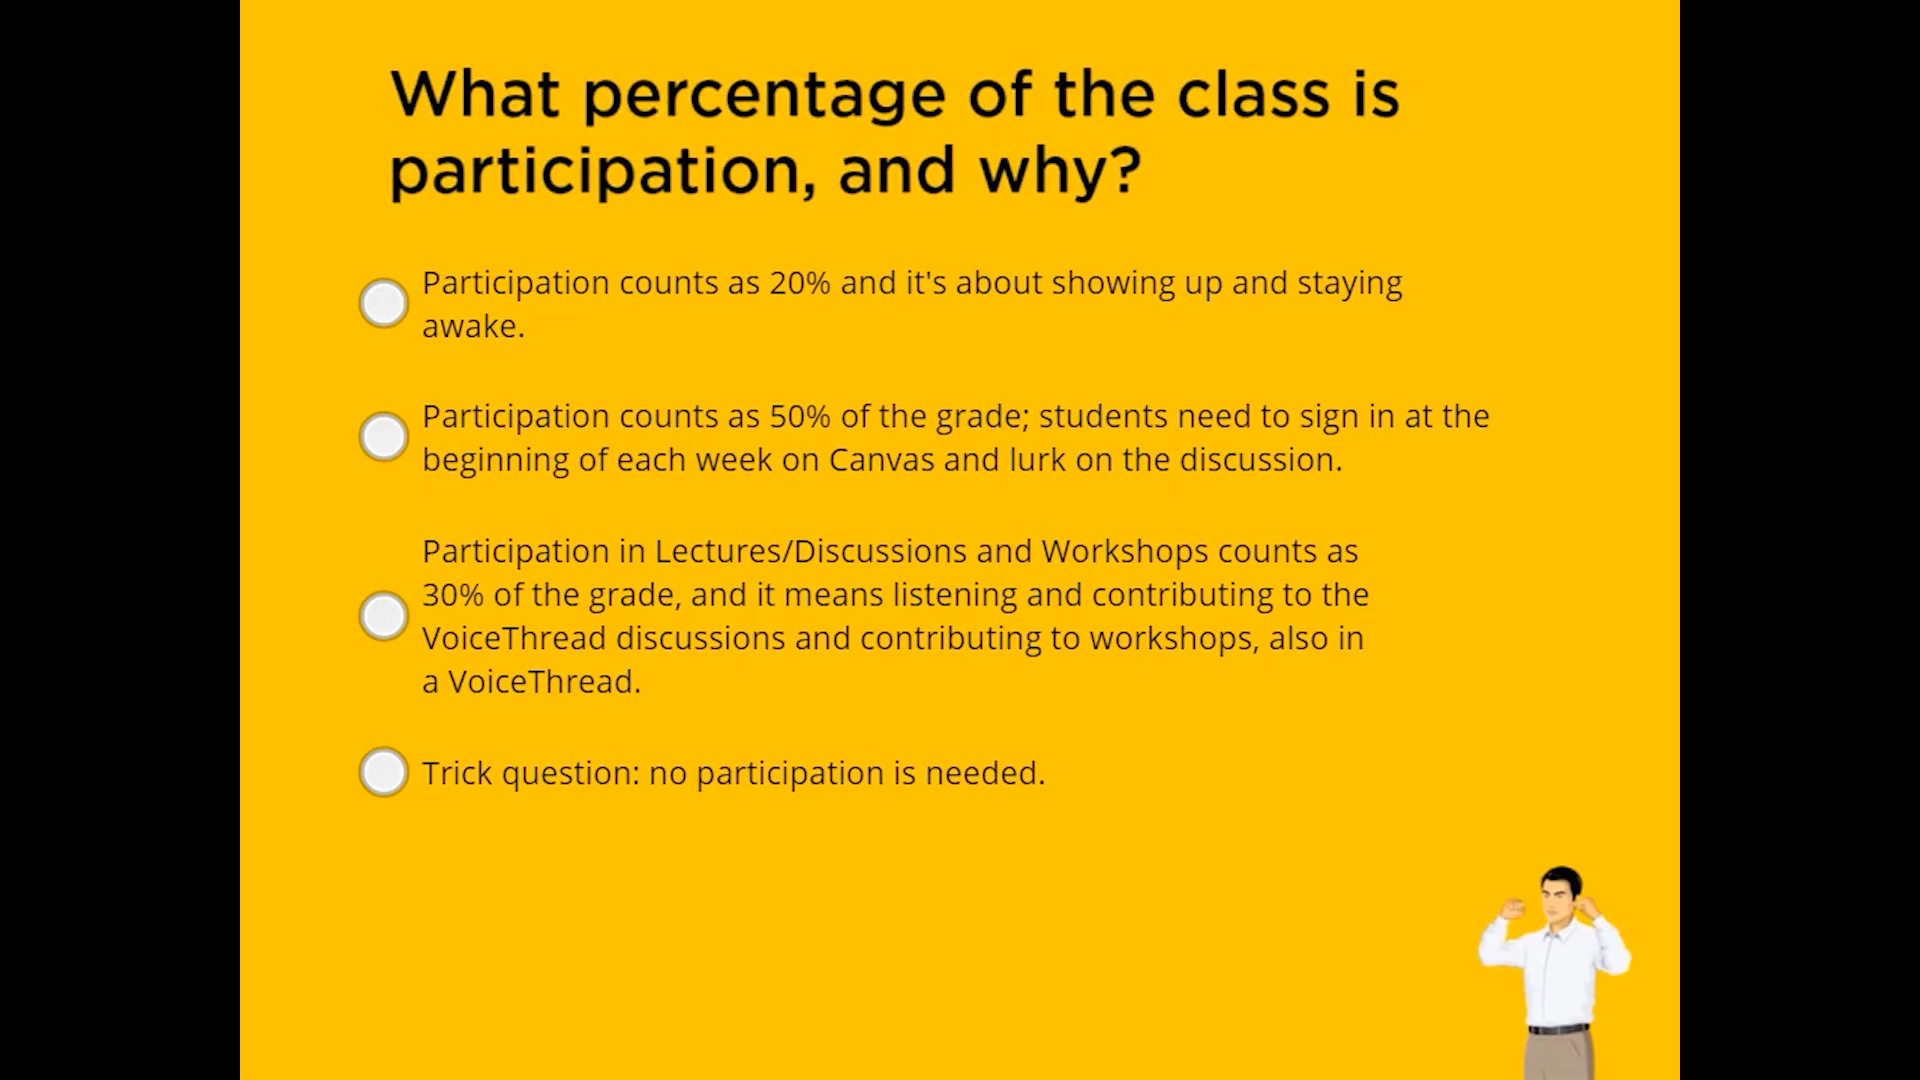 What percentage of the class is
participation, and why?
Participation counts as 20% and it's about showing up and staying
awake.
Participation counts as 50% of the grade; students need to sign in at the
beginning of each week on Canvas and lurk on the discussion.
Participation in Lectures/Discussions and Workshops counts as
30% of the grade, and it means listening and contributing to the
VoiceThread discussions and contributing to workshops, also in
a VoiceThread.
Trick question: no participation is needed.